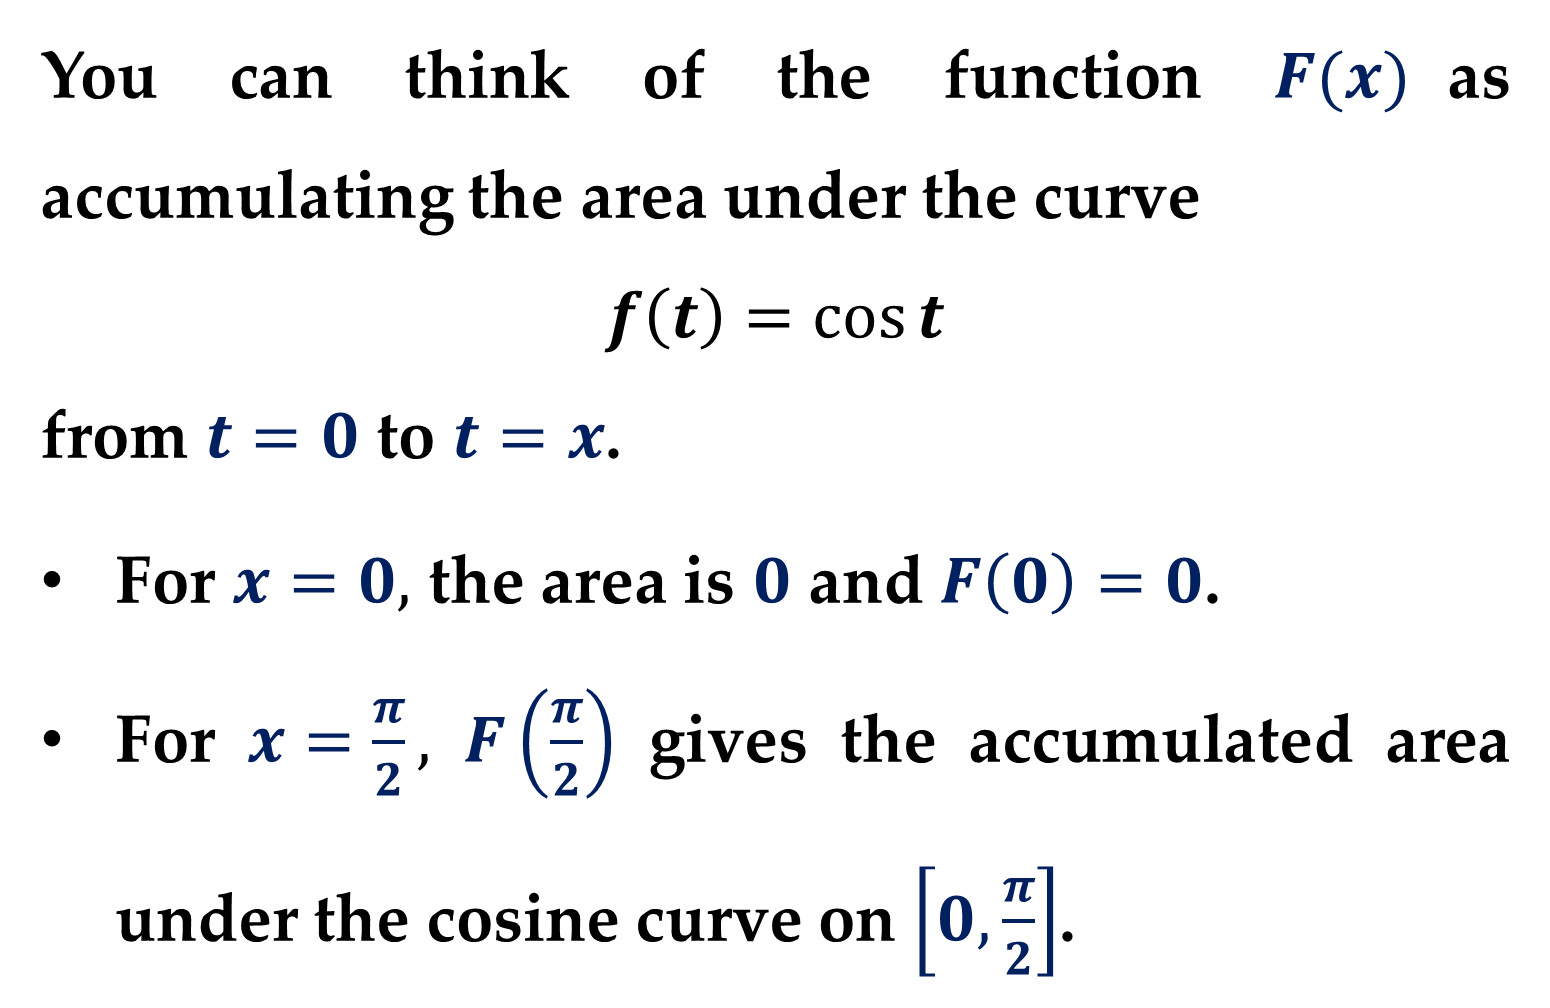 You can think of the function F(x) as
accumulating the area under the curve
f(t) = cos t
from t = 0 to t = x.
• For x = 0, the area is 0 and F(0) = 0.
• For x = π/2, F(π/2) gives the accumulated area
under the cosine curve on [0, π/2].